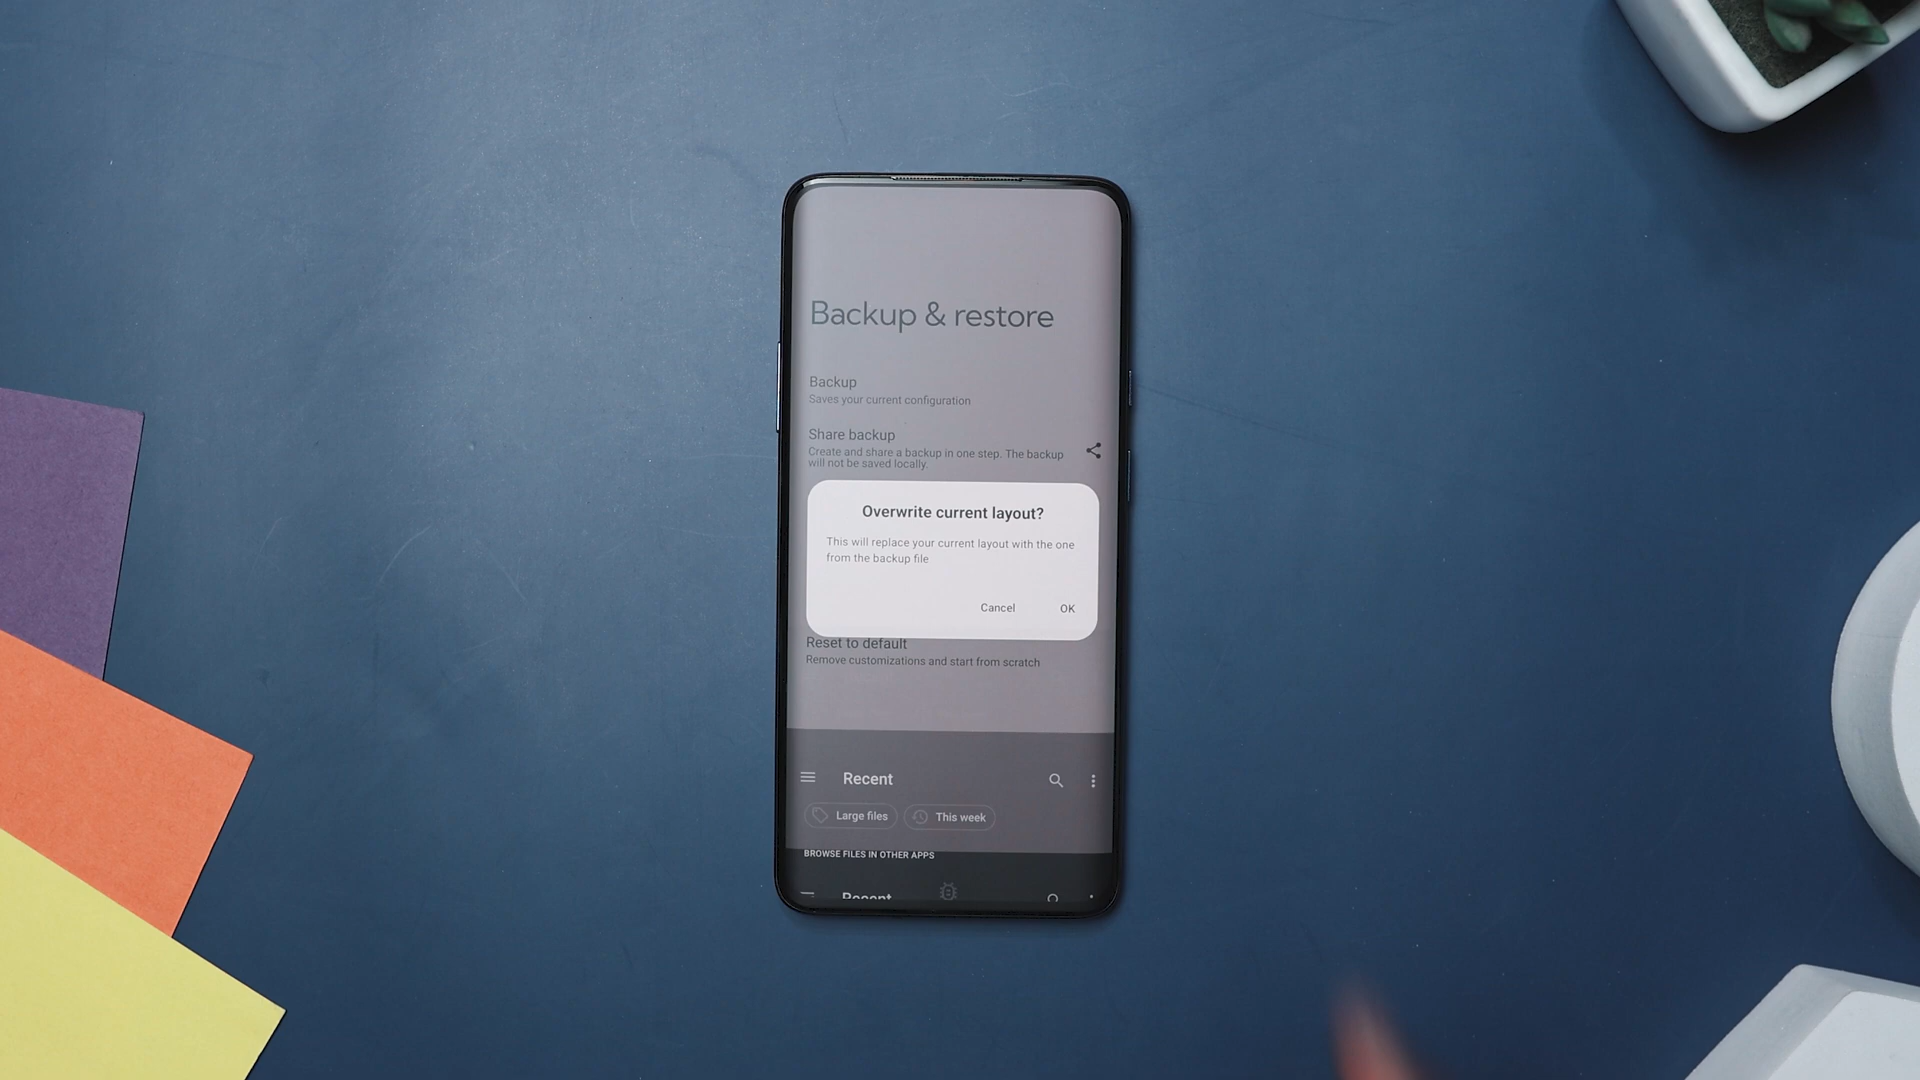 Backup & restore
Backup
Saves your current configuration
Share backup
Create and share a backup in one step. The backup
will not be saved locally.
Overwrite current layout?
This will replace your current layout with the one
from the backup file
Cancel OK
Reset to default
Remove customizations and start from scratch
Recent
Large files This week
BROWSE FILES IN OTHER APPS
Recent